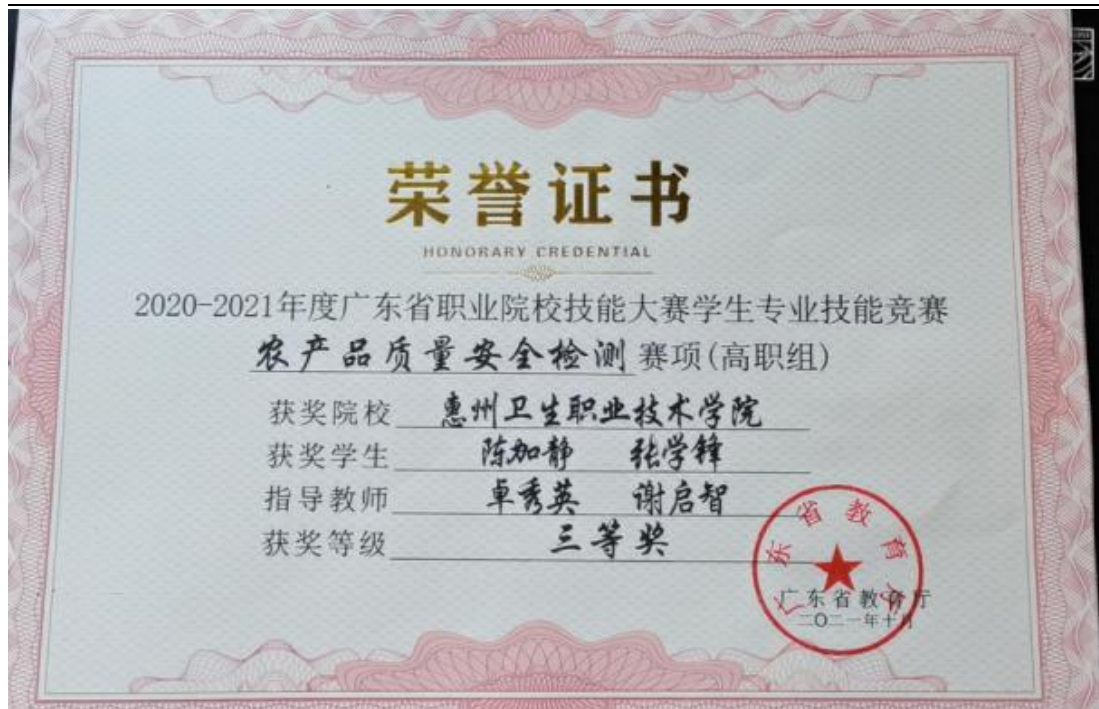 荣誉证书
HONORARY CREDENTIAL
2020-2021年度广东省职业院校技能大赛学生专业技能竞赛
农产品质量安全检测 赛项(高职组)
获奖院校 惠州卫生职业技术学院
获奖学生 陈加静 张学锋
指导教师 卓秀英 谢启智
获奖等级 三等奖
广东省教育厅
广东省教育厅
二〇二一年十月